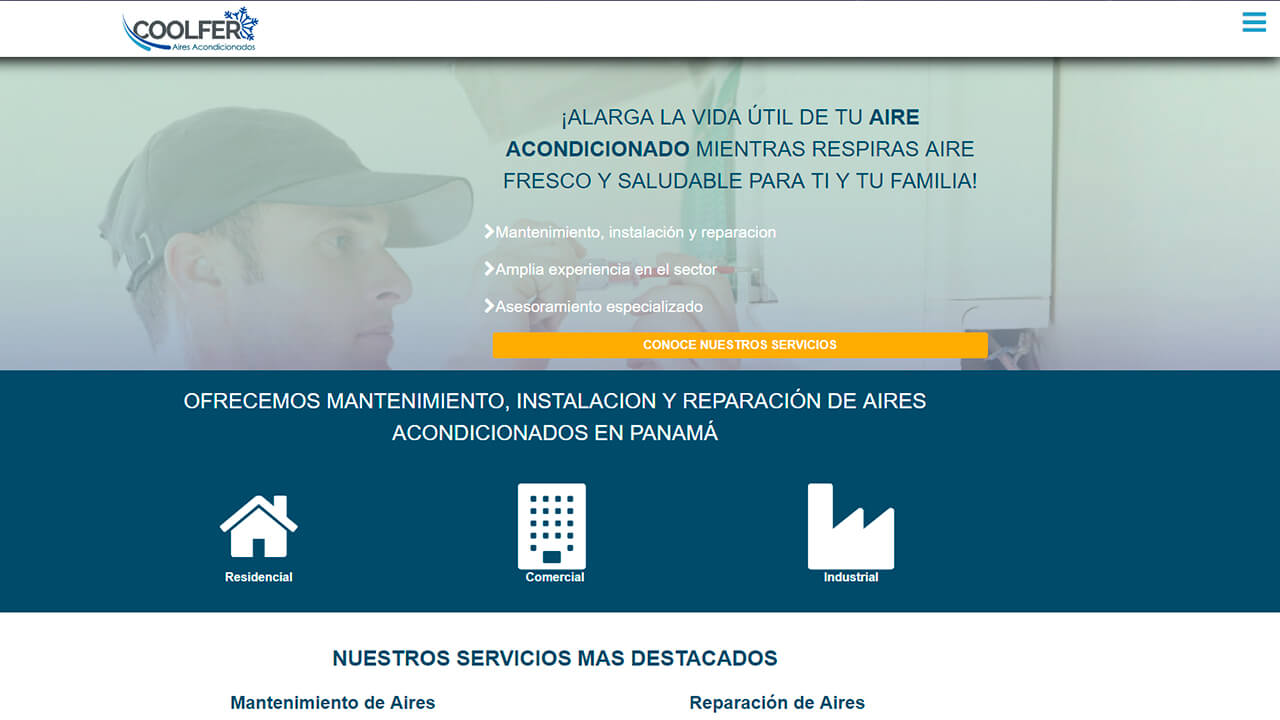 COOLFER
Aires Acondicionados
¡ALARGA LA VIDA ÚTIL DE TU AIRE
ACONDICIONADO MIENTRAS RESPIRAS AIRE
FRESCO Y SALUDABLE PARA TI Y TU FAMILIA!
Mantenimiento, instalación y reparacion
Amplia experiencia en el sector
Asesoramiento especializado
CONOCE NUESTROS SERVICIOS
OFRECEMOS MANTENIMIENTO, INSTALACION Y REPARACIÓN DE AIRES
ACONDICIONADOS EN PANAMÁ
Residencial
Comercial
Industrial
NUESTROS SERVICIOS MAS DESTACADOS
Mantenimiento de Aires
Reparación de Aires